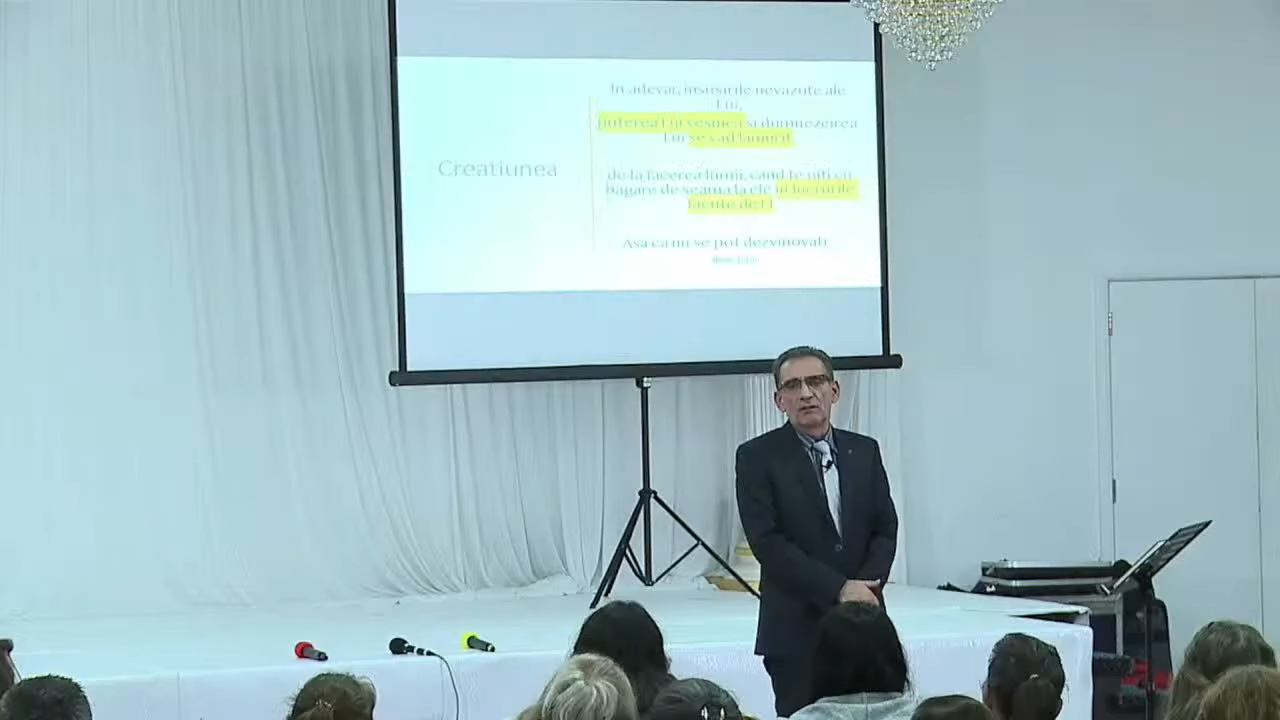 Creatiunea
In adevar, insusirile nevazute ale
Lui,
puterea Lui vesnica si dumnezeirea
Lui se vad lamurit
de la facerea lumii, cand te uiti cu
bagare de seama la ele in lucrurile
facute de El
Asa ca nu se pot dezvinovati